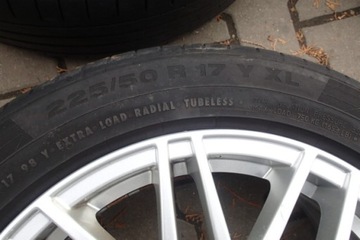 225/50 R 17 Y XL
17 98 Y-EXTRA LOAD-RADIAL TUBELESS